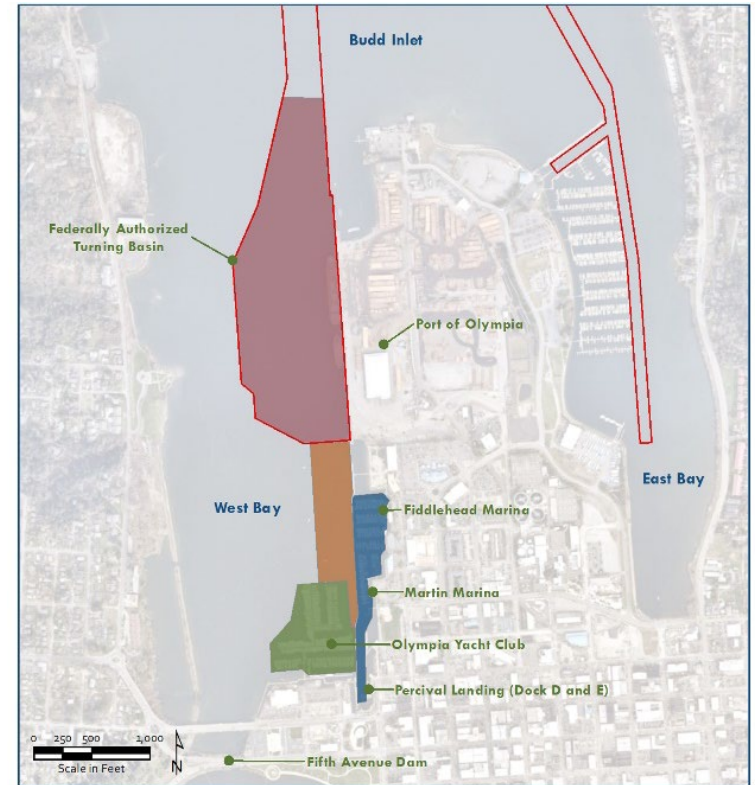 Budd Inlet
Federally Authorized
Turning Basin
Port of Olympia
East Bay
West Bay
Fiddlehead Marina
Martin Marina
Olympia Yacht Club
Percival Landing (Dock D and E)
0 250 500 1,000
Scale in Feet
N
Fifth Avenue Dam